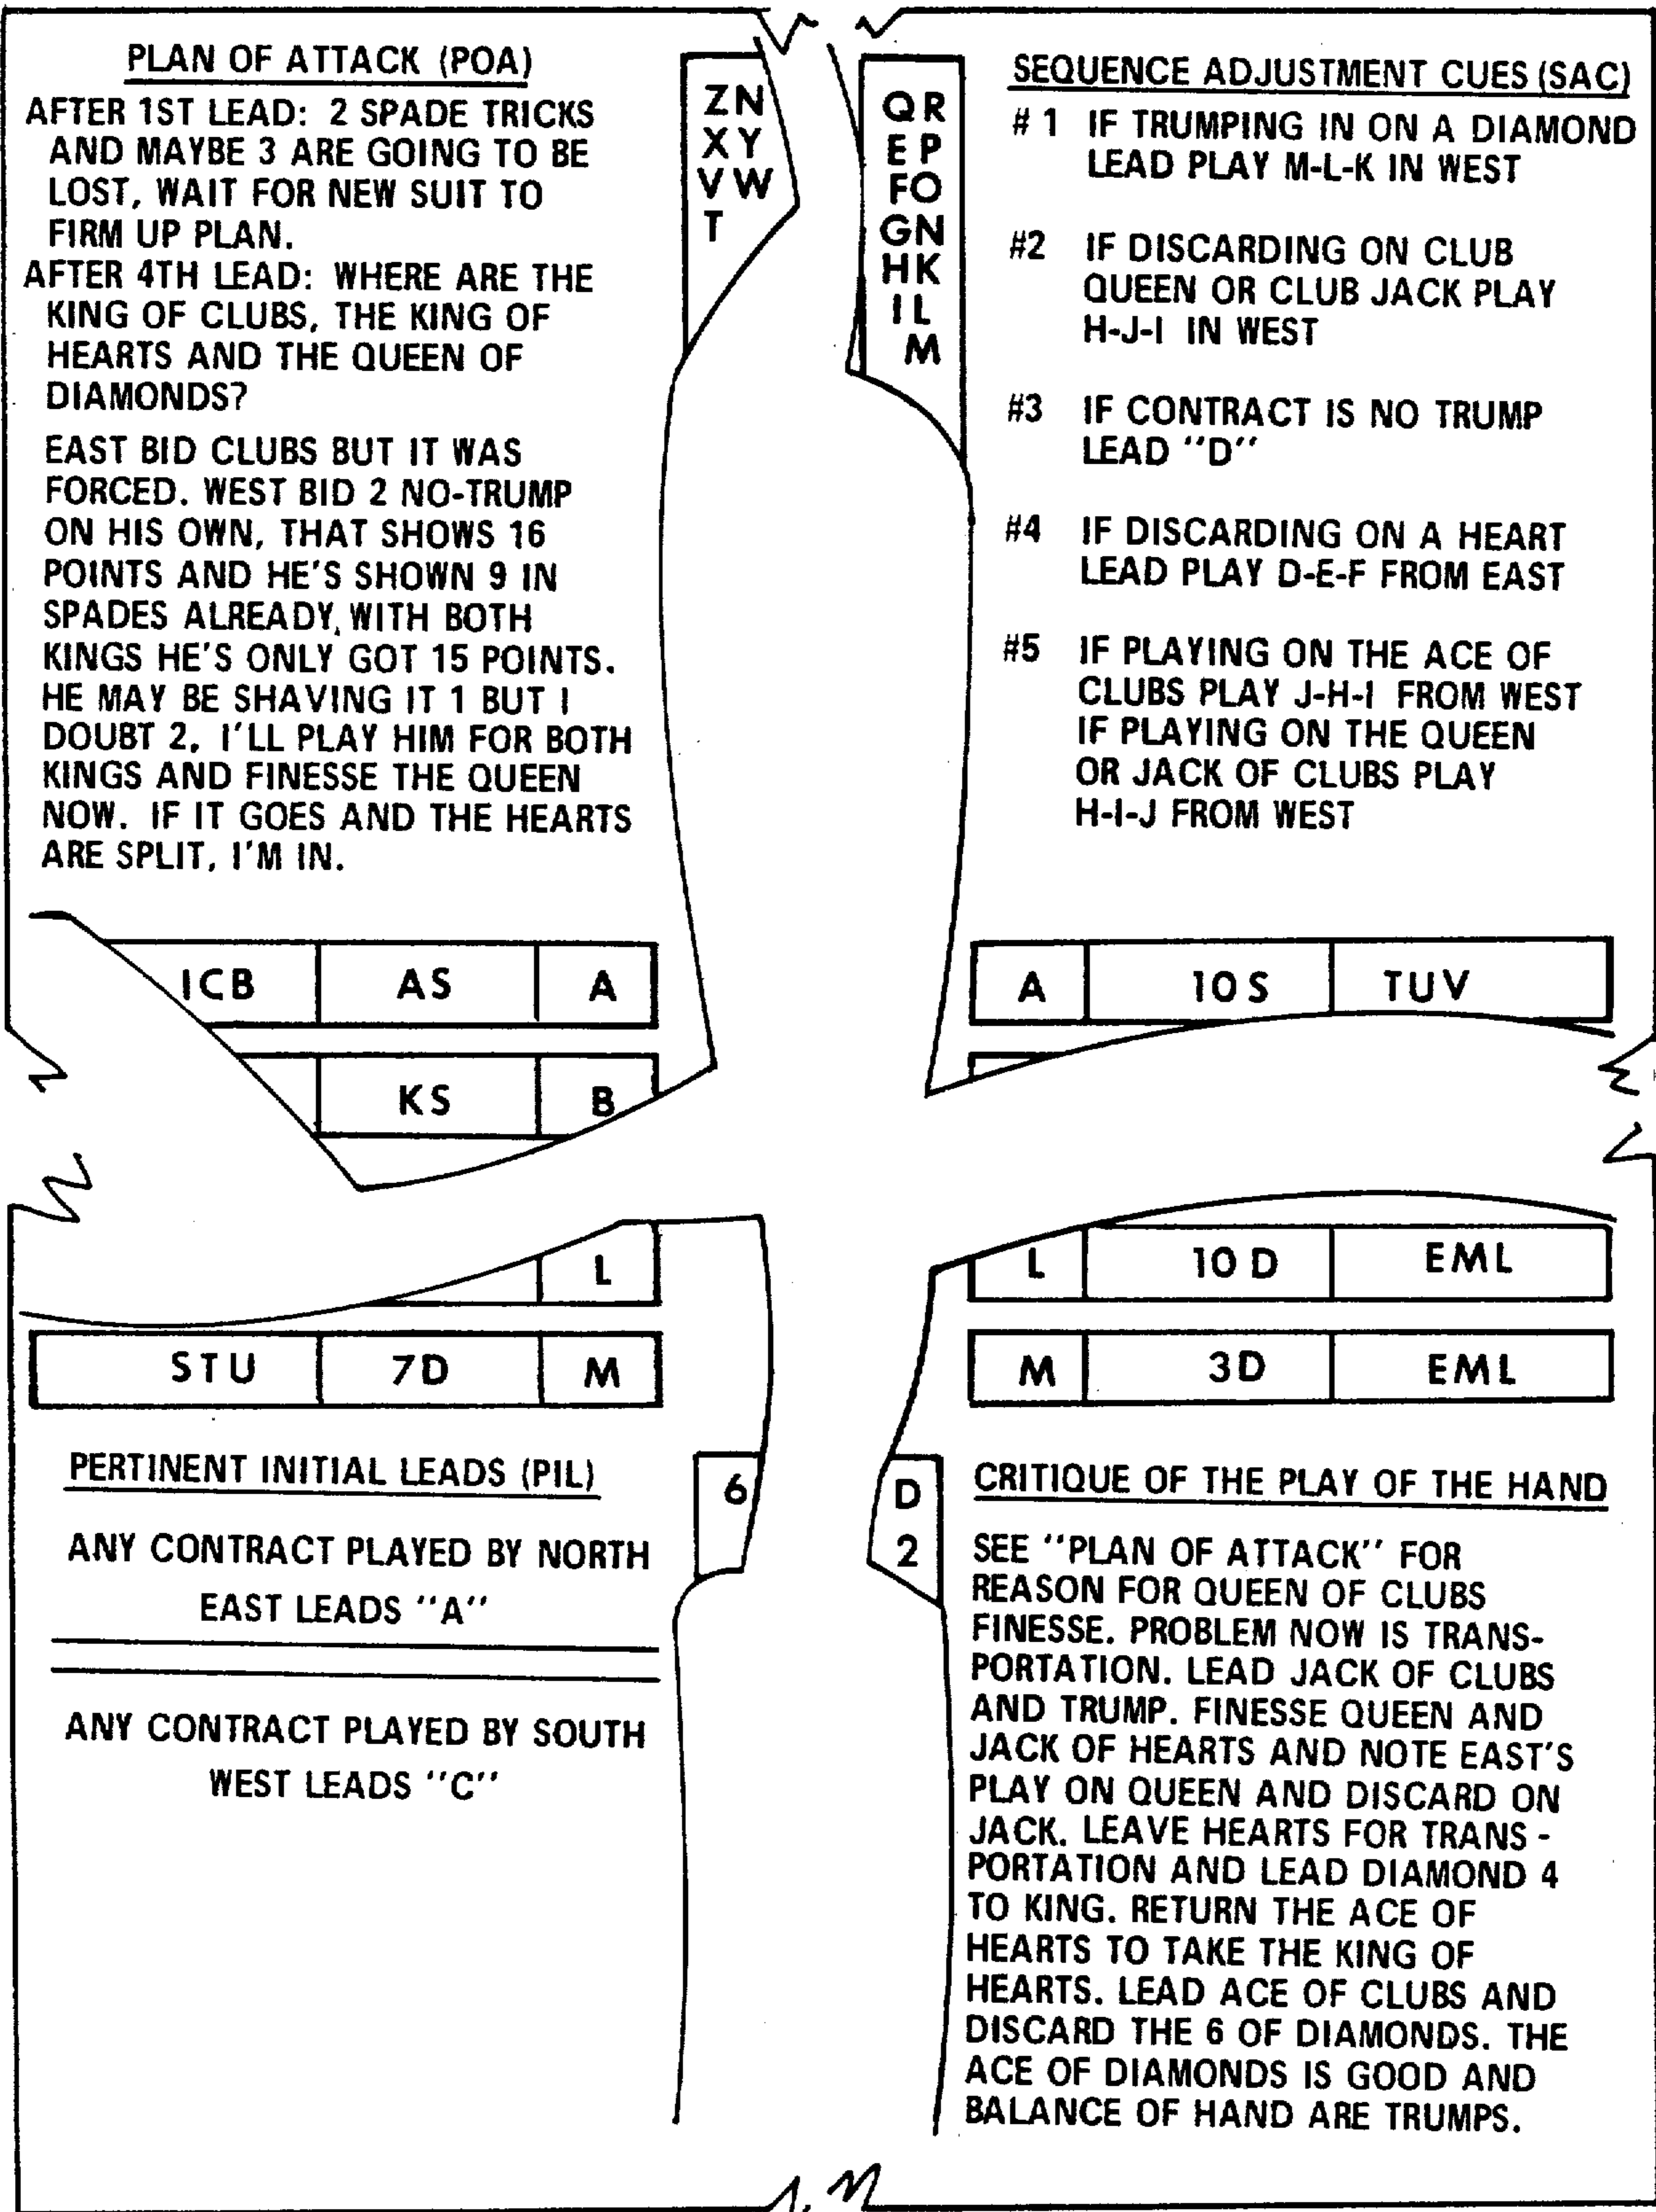 PLAN OF ATTACK (POA)
AFTER 1ST LEAD: 2 SPADE TRICKS
AND MAYBE 3 ARE GOING TO BE
LOST, WAIT FOR NEW SUIT TO
FIRM UP PLAN.
AFTER 4TH LEAD: WHERE ARE THE
KING OF CLUBS, THE KING OF
HEARTS AND THE QUEEN OF
DIAMONDS?
EAST BID CLUBS BUT IT WAS
FORCED. WEST BID 2 NO-TRUMP
ON HIS OWN, THAT SHOWS 16
POINTS AND HE'S SHOWN 9 IN
SPADES ALREADY, WITH BOTH
KINGS HE'S ONLY GOT 15 POINTS.
HE MAY BE SHAVING IT 1 BUT I
DOUBT 2, I'LL PLAY HIM FOR BOTH
KINGS AND FINESSE THE QUEEN
NOW. IF IT GOES AND THE HEARTS
ARE SPLIT, I'M IN.
ZN
XY
VW
T
QR
EP
FO
GN
HK
IL
M
SEQUENCE ADJUSTMENT CUES (SAC)
#1 IF TRUMPING IN ON A DIAMOND
LEAD PLAY M-L-K IN WEST
#2 IF DISCARDING ON CLUB
QUEEN OR CLUB JACK PLAY
H-J-I IN WEST
#3 IF CONTRACT IS NO TRUMP
LEAD "D"
#4 IF DISCARDING ON A HEART
LEAD PLAY D-E-F FROM EAST
#5 IF PLAYING ON THE ACE OF
CLUBS PLAY J-H-I FROM WEST
IF PLAYING ON THE QUEEN
OR JACK OF CLUBS PLAY
H-I-J FROM WEST
ICB AS A
KS B
A 10S TUV
L
STU 7D M
L 10D EML
M 3D EML
PERTINENT INITIAL LEADS (PIL)
ANY CONTRACT PLAYED BY NORTH
EAST LEADS "A"
ANY CONTRACT PLAYED BY SOUTH
WEST LEADS "C"
6
D
2
CRITIQUE OF THE PLAY OF THE HAND
SEE "PLAN OF ATTACK" FOR
REASON FOR QUEEN OF CLUBS
FINESSE. PROBLEM NOW IS TRANS-
PORTATION. LEAD JACK OF CLUBS
AND TRUMP. FINESSE QUEEN AND
JACK OF HEARTS AND NOTE EAST'S
PLAY ON QUEEN AND DISCARD ON
JACK. LEAVE HEARTS FOR TRANS-
PORTATION AND LEAD DIAMOND 4
TO KING. RETURN THE ACE OF
HEARTS TO TAKE THE KING OF
HEARTS. LEAD ACE OF CLUBS AND
DISCARD THE 6 OF DIAMONDS. THE
ACE OF DIAMONDS IS GOOD AND
BALANCE OF HAND ARE TRUMPS.